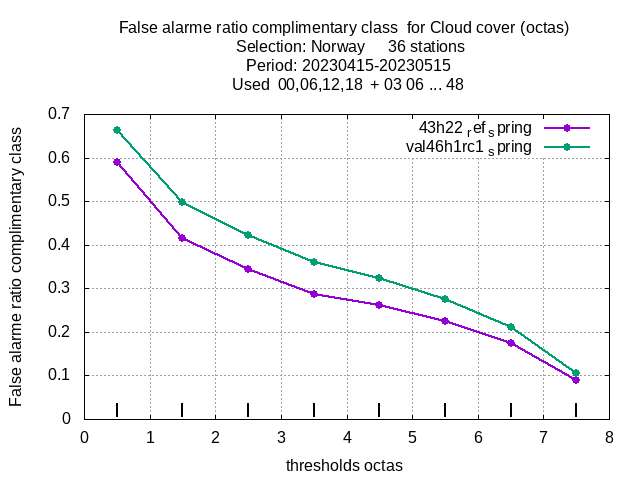 False alarme ratio complimentary class  for Cloud cover (octas)
Selection: Norway     36 stations
Period: 20230415-20230515
Used  00,06,12,18  + 03 06 ... 48
0.7
0.6
0.5
0.4
0.3
0.2
0.1
0
False alarme ratio complimentary class
43h22 ref spring
val46h1rc1 spring
0 1 2 3 4 5 6 7 8
thresholds octas